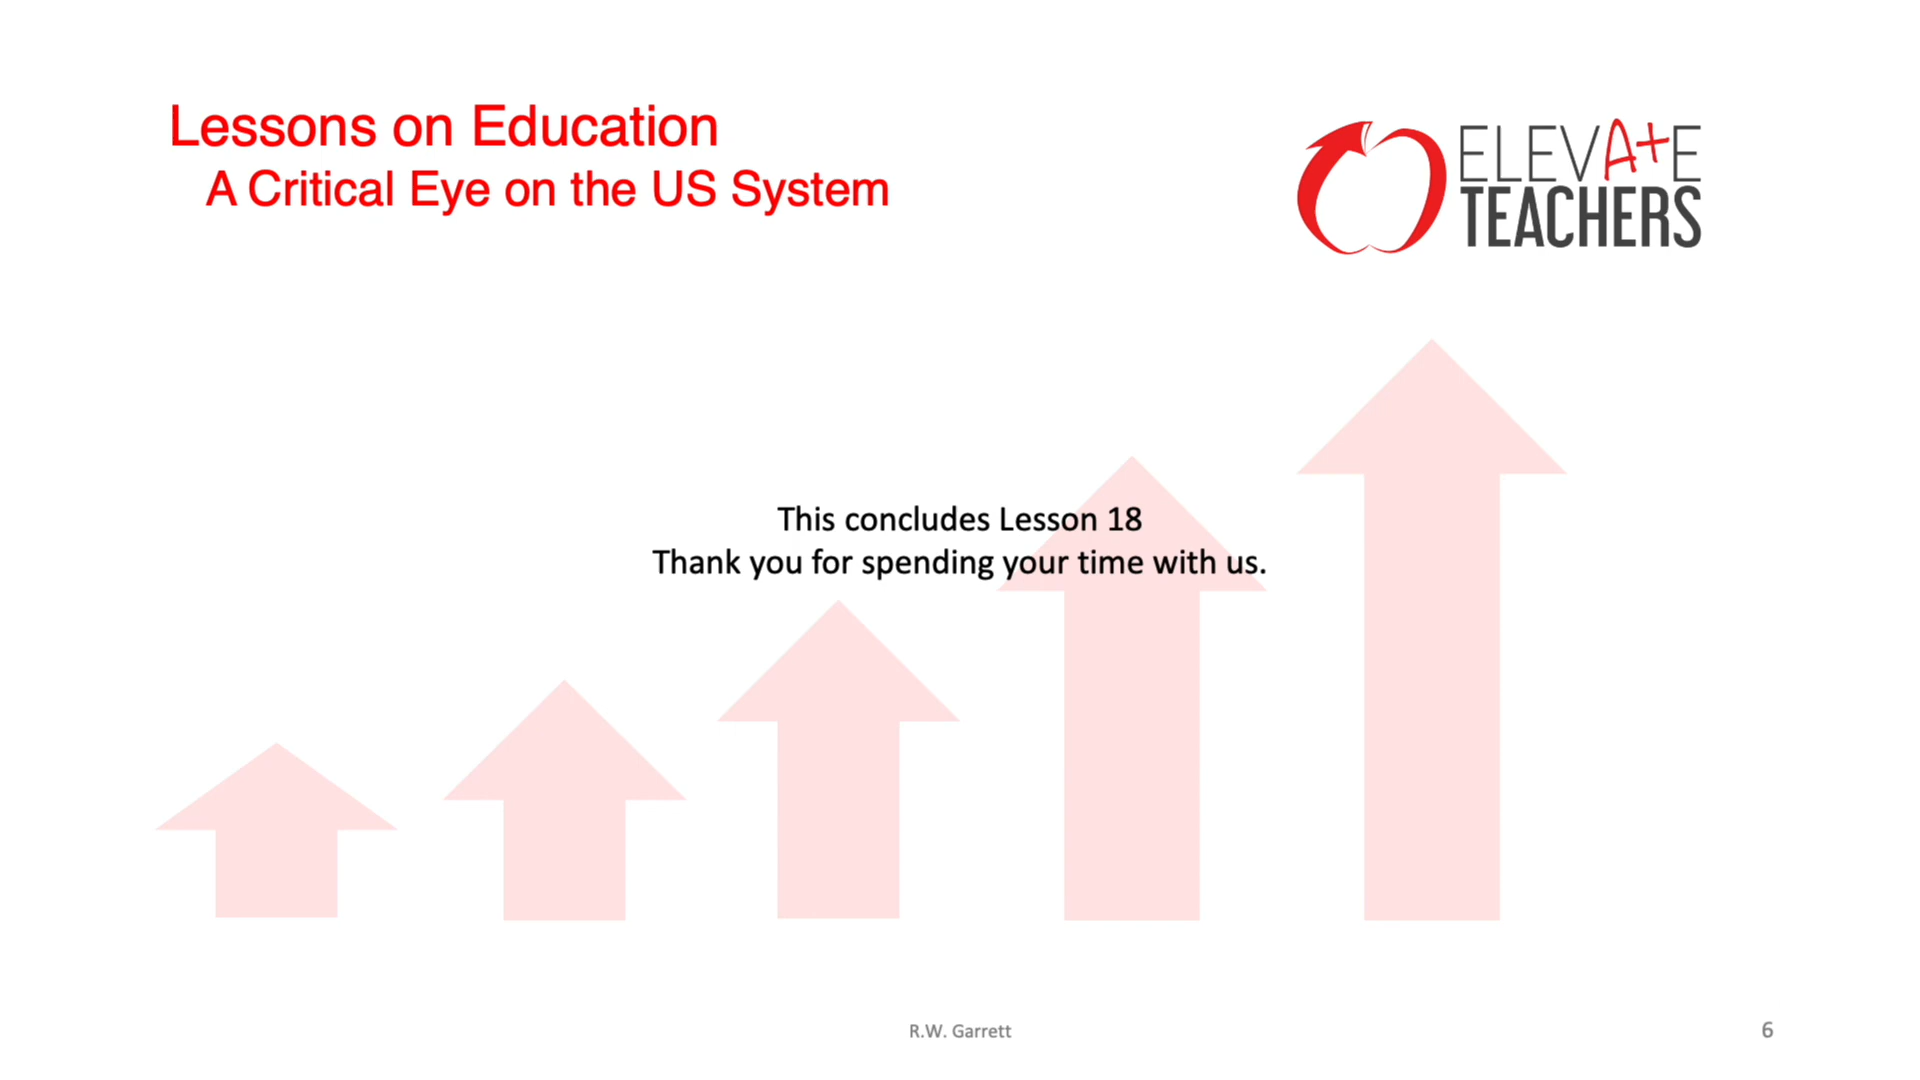 Lessons on Education
A Critical Eye on the US System
ELEVA+E
TEACHERS
This concludes Lesson 18
Thank you for spending your time with us.
R.W. Garrett
6